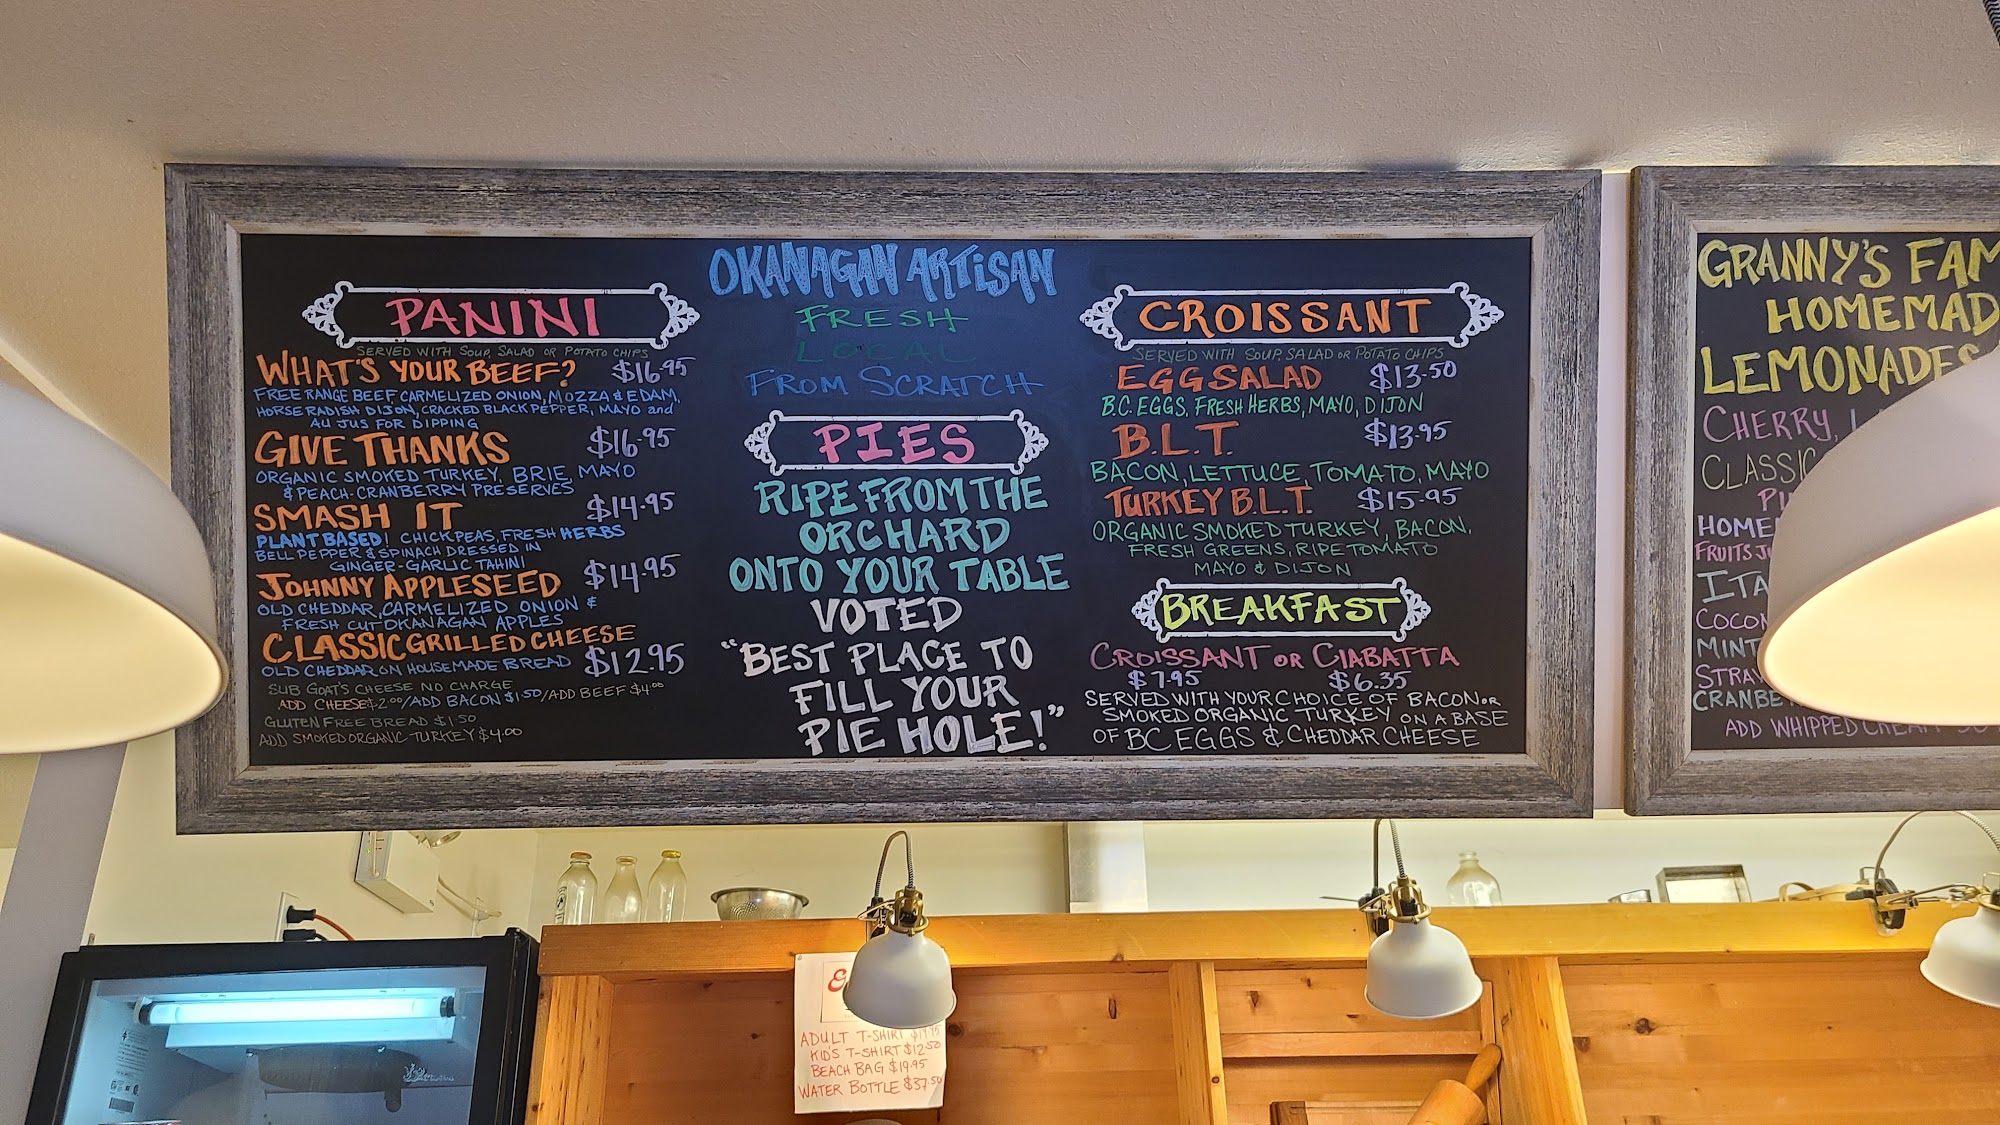 OKANAGAN ARTISAN
FRESH
LOCAL
FROM SCRATCH
PANINI
SERVED WITH SOUP, SALAD OR POTATO CHIPS
WHAT'S YOUR BEEF? $16.95
FREE RANGE BEEF, CARMELIZED ONION, MOZZA & EDAM,
HORSERADISH DIJON, CRACKED BLACK PEPPER, MAYO and
AU JUS FOR DIPPING
GIVE THANKS $16.95
ORGANIC SMOKED TURKEY, BRIE, MAYO
& PEACH-CRANBERRY PRESERVES
SMASH IT $14.95
PLANT BASED! CHICKPEAS, FRESH HERBS
BELL PEPPER & SPINACH DRESSED IN
GINGER-GARLIC TAHINI
JOHNNY APPLESEED $14.95
OLD CHEDDAR, CARMELIZED ONION &
FRESH CUT OKANAGAN APPLES
CLASSIC GRILLED CHEESE
OLD CHEDDAR ON HOUSEMADE BREAD $12.95
SUB GOAT'S CHEESE NO CHARGE
ADD CHEESE $2.00/ADD BACON $1.50/ADD BEEF $4.00
GLUTEN FREE BREAD $1.50
ADD SMOKED ORGANIC TURKEY $4.00
PIES
RIPE FROM THE
ORCHARD
ONTO YOUR TABLE
VOTED
"BEST PLACE TO
FILL YOUR
PIE HOLE!"
CROISSANT
SERVED WITH SOUP, SALAD OR POTATO CHIPS
EGG SALAD $13.50
B.C. EGGS, FRESH HERBS, MAYO, DIJON
B.L.T. $13.95
BACON, LETTUCE, TOMATO, MAYO
TURKEY B.L.T. $15.95
ORGANIC SMOKED TURKEY, BACON,
FRESH GREENS, RIPE TOMATO
MAYO & DIJON
BREAKFAST
CROISSANT OR CIABATTA
$7.95 $6.35
SERVED WITH YOUR CHOICE OF BACON OR
SMOKED ORGANIC TURKEY ON A BASE
OF BC EGGS & CHEDDAR CHEESE
GRANNY'S FAM
HOMEMAD
LEMONADES
CHERRY, L
CLASSIC
PI
HOME
FRUITS J
ITA
COCON
MINT
STRAW
CRANBE
ADD WHIPPED CREAM
ADULT T-SHIRT
KID'S T-SHIRT $12.50
BEACH BAG $19.95
WATER BOTTLE $37.50